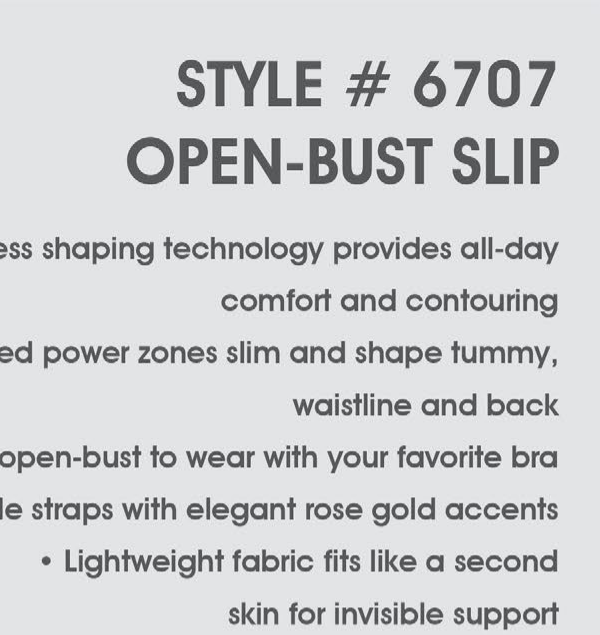 STYLE # 6707
OPEN-BUST SLIP
ess shaping technology provides all-day
comfort and contouring
ed power zones slim and shape tummy,
waistline and back
open-bust to wear with your favorite bra
le straps with elegant rose gold accents
• Lightweight fabric fits like a second
skin for invisible support